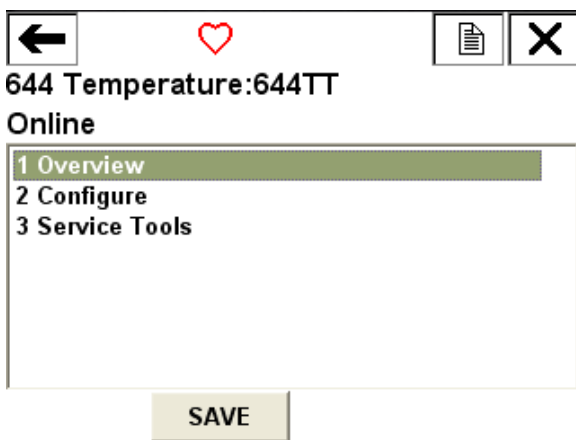 644 Temperature:644TT
Online
1 Overview
2 Configure
3 Service Tools
SAVE